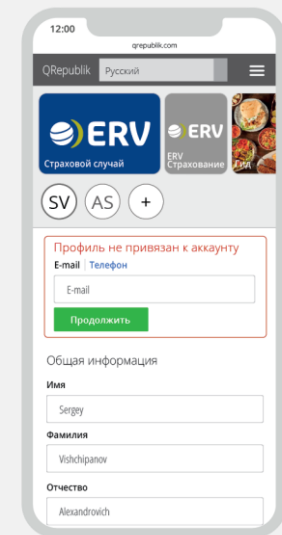 12:00
qrepublik.com
QRepublik
Русский
ERV
Страховой случай
ERV
ERV
Страхование
Гид
SV
AS
+
Профиль не привязан к аккаунту
E-mail | Телефон
E-mail
Продолжить
Общая информация
Имя
Sergey
Фамилия
Vishchipanov
Отчество
Alexandrovich